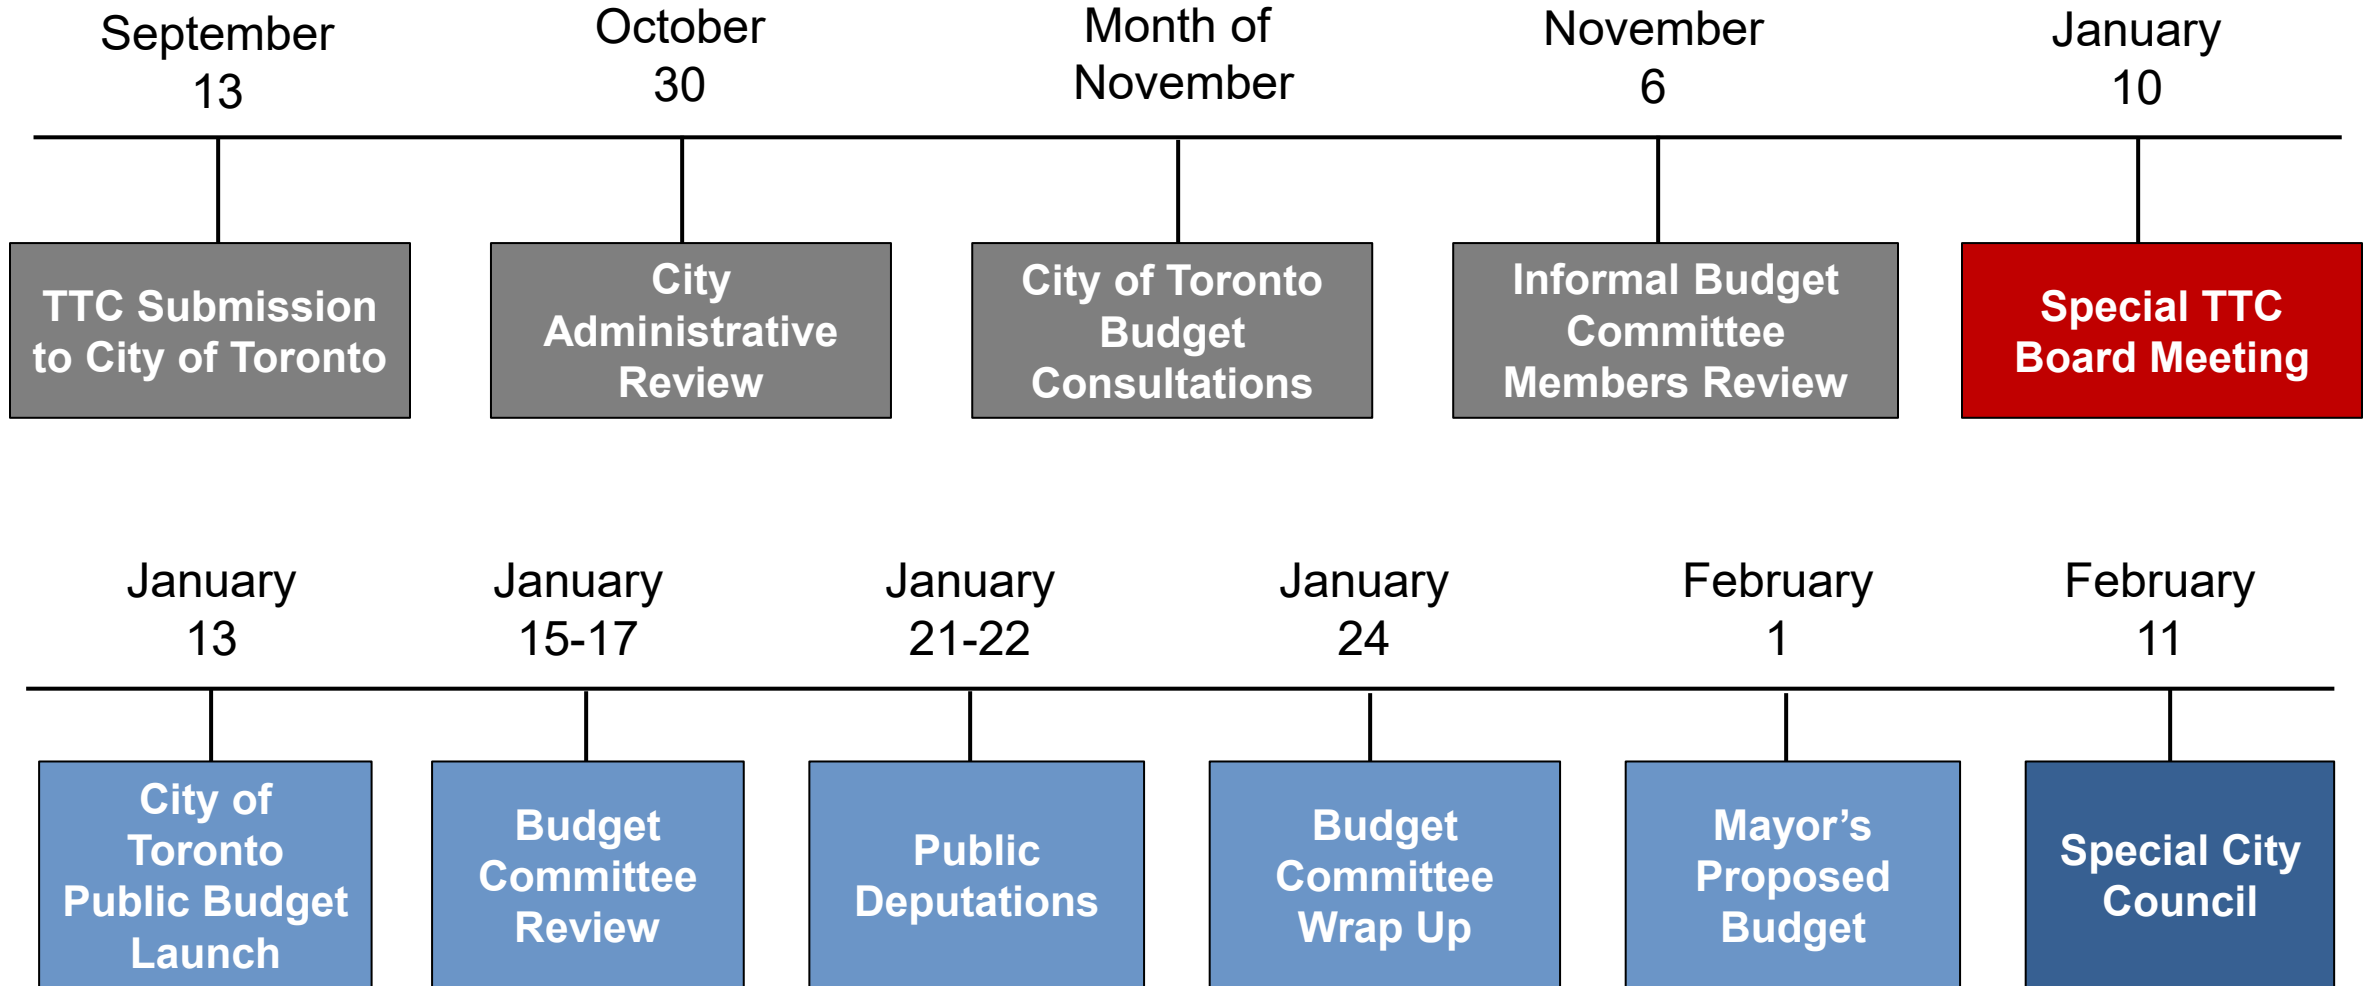 September
13
October
30
Month of
November
November
6
January
10
TTC Submission
to City of Toronto
City
Administrative
Review
City of Toronto
Budget
Consultations
Informal Budget
Committee
Members Review
Special TTC
Board Meeting
January
13
January
15-17
January
21-22
January
24
February
1
February
11
City of
Toronto
Public Budget
Launch
Budget
Committee
Review
Public
Deputations
Budget
Committee
Wrap Up
Mayor’s
Proposed
Budget
Special City
Council